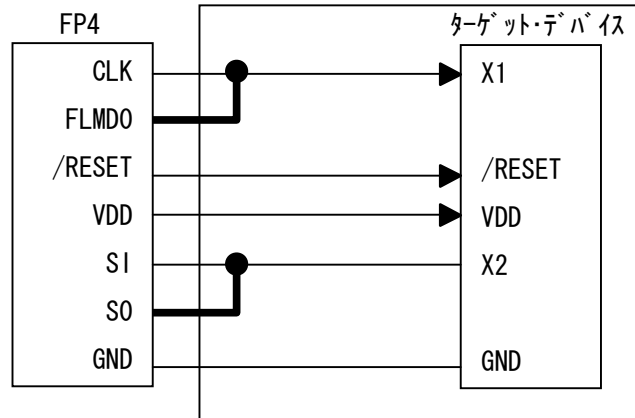 FP4
ターゲット・デバイス
CLK
X1
FLMD0
/RESET
/RESET
VDD
VDD
SI
X2
SO
GND
GND